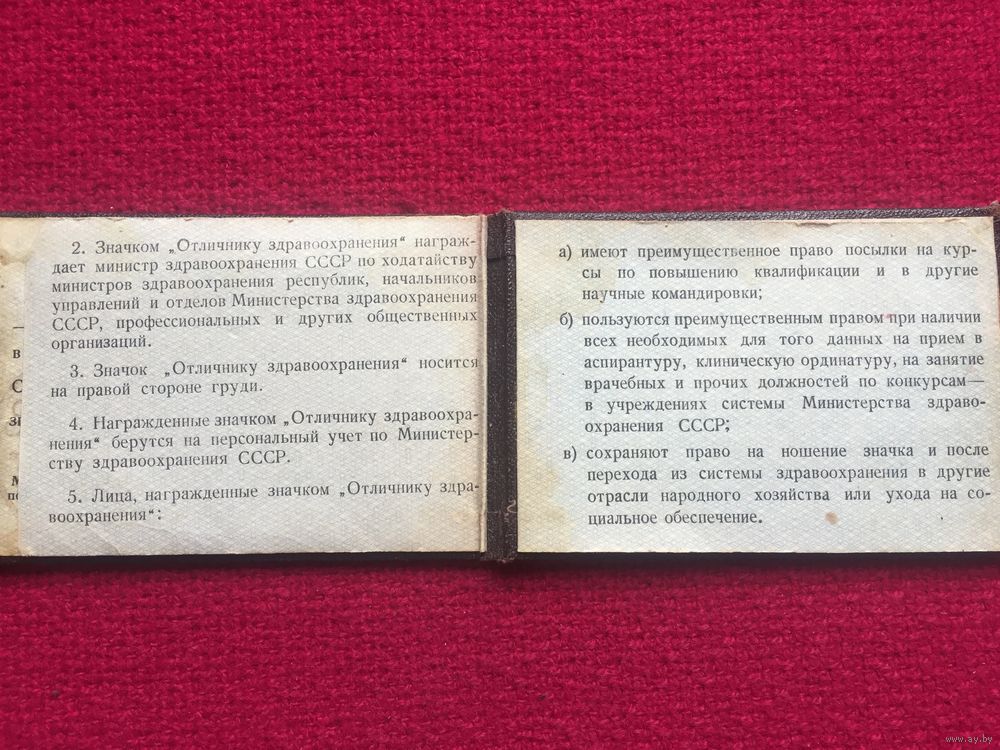 2. Значком „Отличнику здравоохранения“ награж-
дает министр здравоохранения СССР по ходатайству
министров здравоохранения республик, начальников
управлений и отделов Министерства здравоохранения
СССР, профессиональных и других общественных
организаций.
3. Значок „Отличнику здравоохранения“ носится
на правой стороне груди.
4. Награжденные значком „Отличнику здравоохра-
нения“ берутся на персональный учет по Министер-
ству здравоохранения СССР.
5. Лица, награжденные значком „Отличнику здра-
воохранения“:
а) имеют преимущественное право посылки на кур-
сы по повышению квалификации и в другие
научные командировки;
б) пользуются преимущественным правом при наличии
всех необходимых для того данных на прием в
аспирантуру, клиническую ординатуру, на занятие
врачебных и прочих должностей по конкурсам—
в учреждениях системы Министерства здраво-
охранения СССР;
в) сохраняют право на ношение значка и после
перехода из системы здравоохранения в другие
отрасли народного хозяйства или ухода на со-
циальное обеспечение.
www.ay.by